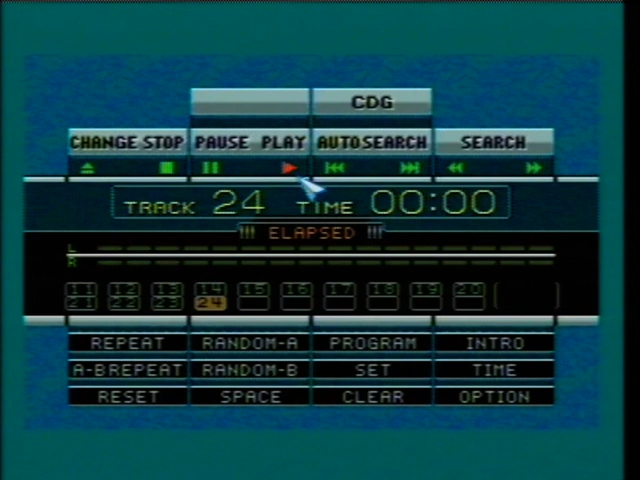 CDG
CHANGE STOP PAUSE PLAY AUTOSEARCH SEARCH
TRACK 24 TIME 00:00
ELAPSED
L
R
11 12 13 14 15 16 17 18 19 20
21 22 23 24
REPEAT RANDOM-A PROGRAM INTRO
A-BREPEAT RANDOM-B SET TIME
RESET SPACE CLEAR OPTION